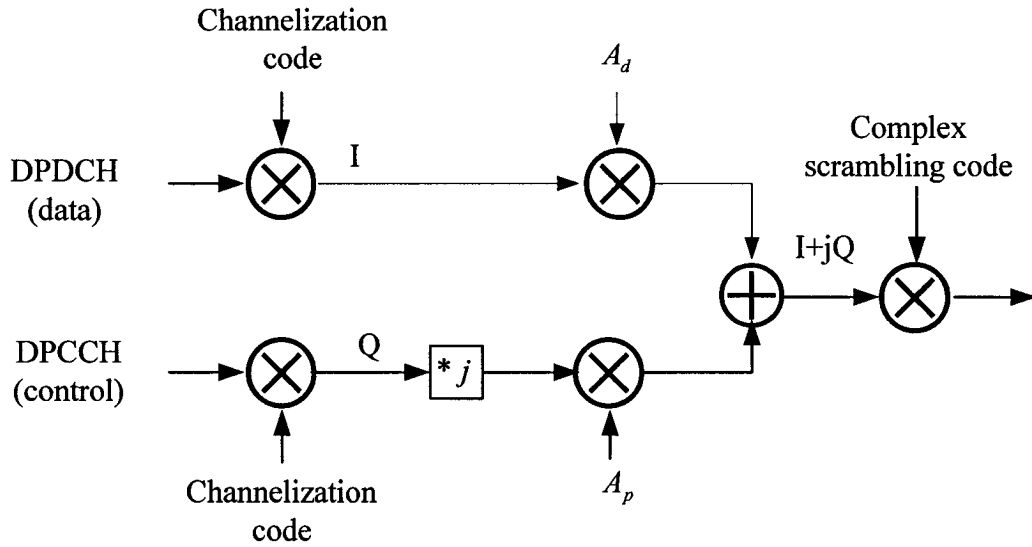 Channelization
code
A_d
Complex
scrambling code
DPDCH
(data)
I
I+jQ
DPCCH
(control)
Q
* j
Channelization
code
A_p